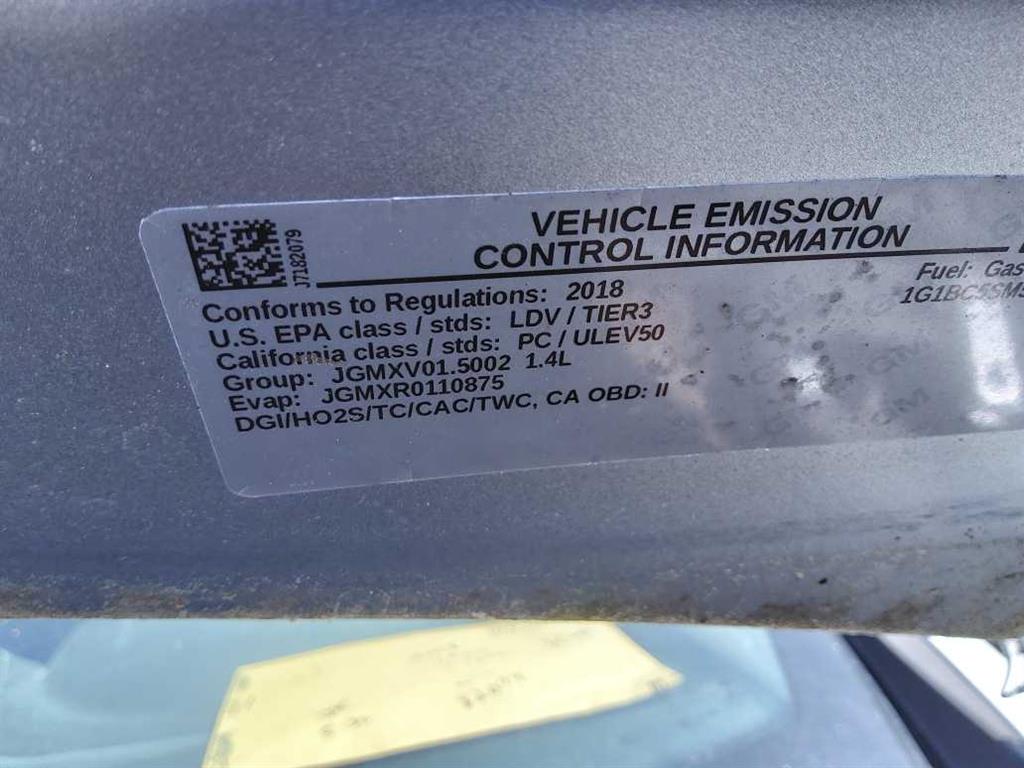 VEHICLE EMISSION
CONTROL INFORMATION
J7182079
Conforms to Regulations: 2018
Fuel: Gas
U.S. EPA class / stds: LDV / TIER3
1G1BC5SM5
California class / stds: PC / ULEV50
Group: JGMXV01.5002 1.4L
Evap: JGMXR0110875
DGI/HO2S/TC/CAC/TWC, CA OBD: II